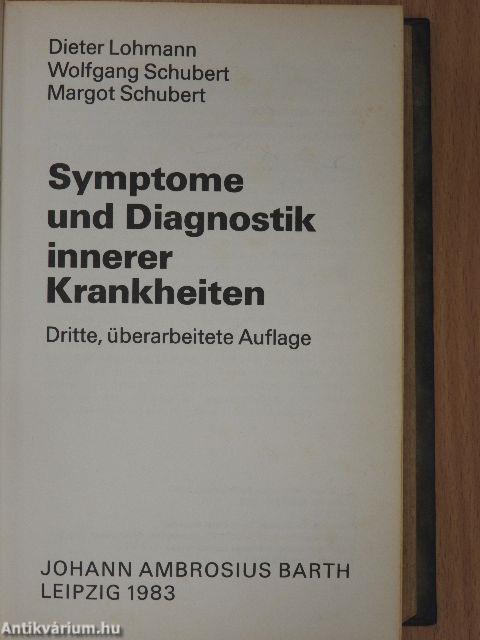 Dieter Lohmann
Wolfgang Schubert
Margot Schubert
Symptome
und Diagnostik
innerer
Krankheiten
Dritte, überarbeitete Auflage
JOHANN AMBROSIUS BARTH
LEIPZIG 1983
Antikvárium.hu